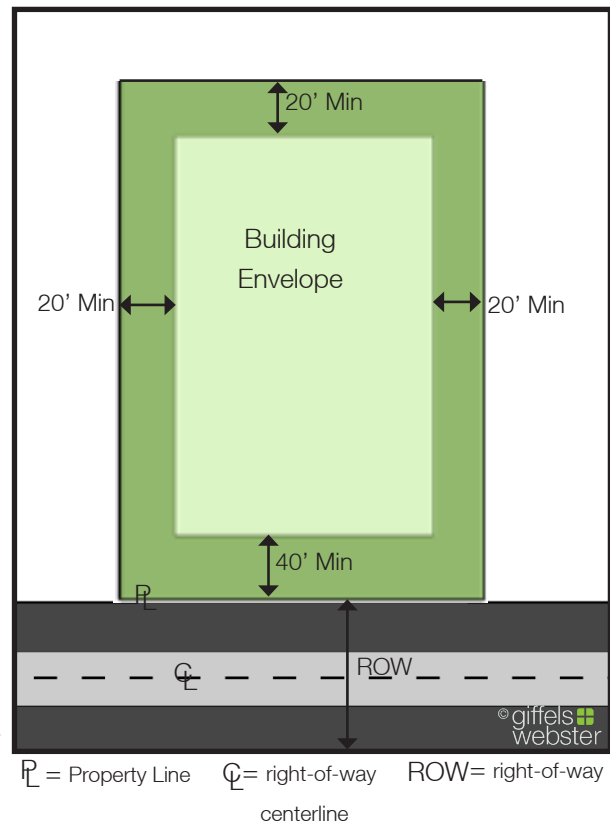 20’ Min
Building
Envelope
20’ Min
20’ Min
40’ Min
PL
CL
ROW
© giffels
webster
PL = Property Line CL= right-of-way ROW= right-of-way
centerline